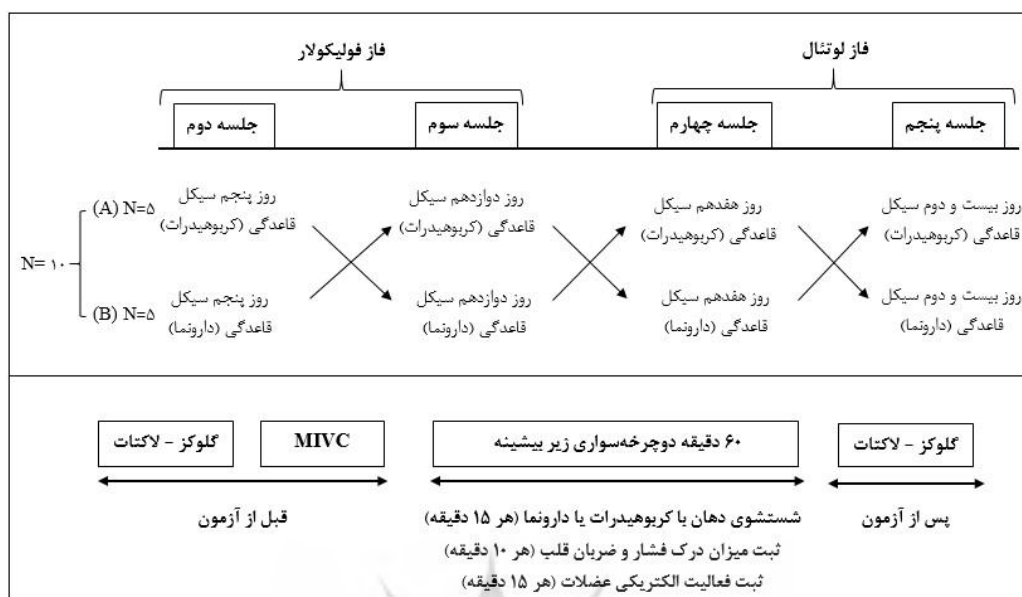 فاز فولیکولار
فاز لوتئال
جلسه دوم
جلسه سوم
جلسه چهارم
جلسه پنجم
N= ۱۰
(A) N=۵
روز پنجم سیکل
قاعدگی (کربوهیدرات)
روز دوازدهم سیکل
قاعدگی (کربوهیدرات)
روز هفدهم سیکل
قاعدگی (کربوهیدرات)
روز بیست و دوم سیکل
قاعدگی (کربوهیدرات)
(B) N=۵
روز پنجم سیکل
قاعدگی (دارونما)
روز دوازدهم سیکل
قاعدگی (دارونما)
روز هفدهم سیکل
قاعدگی (دارونما)
روز بیست و دوم سیکل
قاعدگی (دارونما)
گلوکز - لاکتات
MIVC
۶۰ دقیقه دوچرخه‌سواری زیر بیشینه
گلوکز - لاکتات
قبل از آزمون
شستشوی دهان با کربوهیدرات یا دارونما (هر ۱۵ دقیقه)
ثبت میزان درک فشار و ضربان قلب (هر ۱۰ دقیقه)
ثبت فعالیت الکتریکی عضلات (هر ۱۵ دقیقه)
پس از آزمون